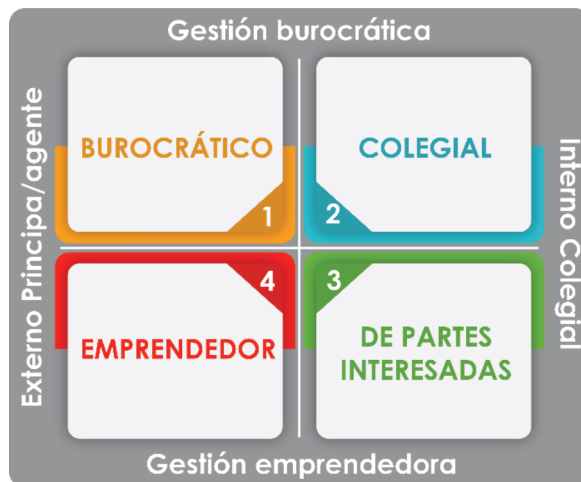 Gestión burocrática
Externo Principa/agente
BUROCRÁTICO
1
COLEGIAL
2
Interno Colegial
4
EMPRENDEDOR
3
DE PARTES
INTERESADAS
Gestión emprendedora